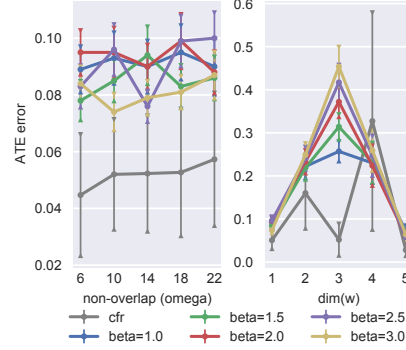 0.6
0.10
0.5
0.08
0.4
ATE error
0.3
0.06
0.2
0.04
0.1
0.0
0.02
6 10 14 18 22
1 2 3 4 5
non-overlap (omega)
dim(w)
cfr
beta=1.5
beta=2.5
beta=1.0
beta=2.0
beta=3.0